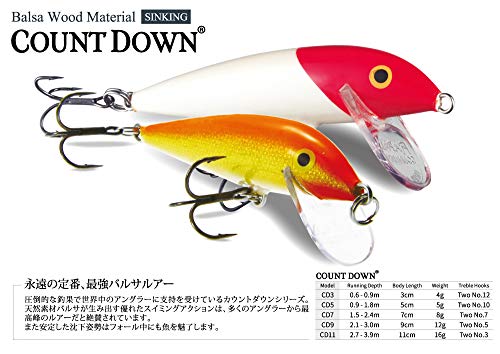 Balsa Wood Material SINKING
COUNT DOWN®
永遠の定番、最強バルサルアー
圧倒的な釣果で世界中のアングラーに支持を受けているカウントダウンシリーズ。
天然素材バルサが生み出す優れたスイミングアクションは、多くのアングラーから最
高峰のルアーだと絶賛されています。
また安定した沈下姿勢はフォール中にも魚を魅了します。
COUNT DOWN®
Model Running Depth Body Length Weight Treble Hooks
CD3 0.6 - 0.9m 3cm 4g Two No.12
CD5 0.9 - 1.8m 5cm 5g Two No.10
CD7 1.5 - 2.4m 7cm 8g Two No.7
CD9 2.1 - 3.0m 9cm 12g Two No.5
CD11 2.7 - 3.9m 11cm 16g Two No.3